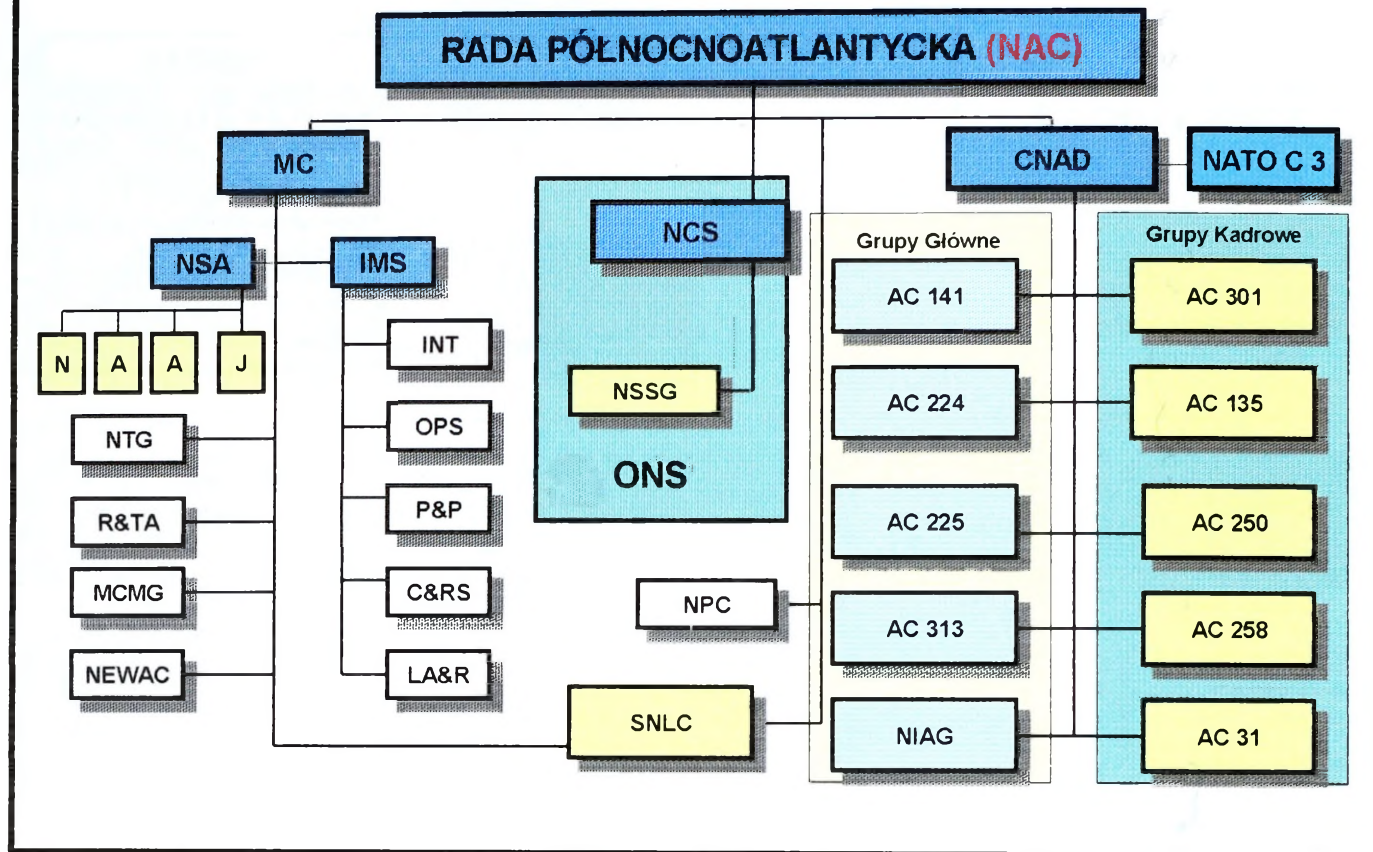 RADA PÓŁNOCNOATLANTYCKA (NAC)
MC
CNAD
NATO C 3
NSA
IMS
N
A
A
J
NTG
R&TA
MCMG
NEWAC
INT
OPS
P&P
C&RS
LA&R
NCS
NSSG
ONS
NPC
SNLC
Grupy Główne
AC 141
AC 224
AC 225
AC 313
NIAG
Grupy Kadrowe
AC 301
AC 135
AC 250
AC 258
AC 31